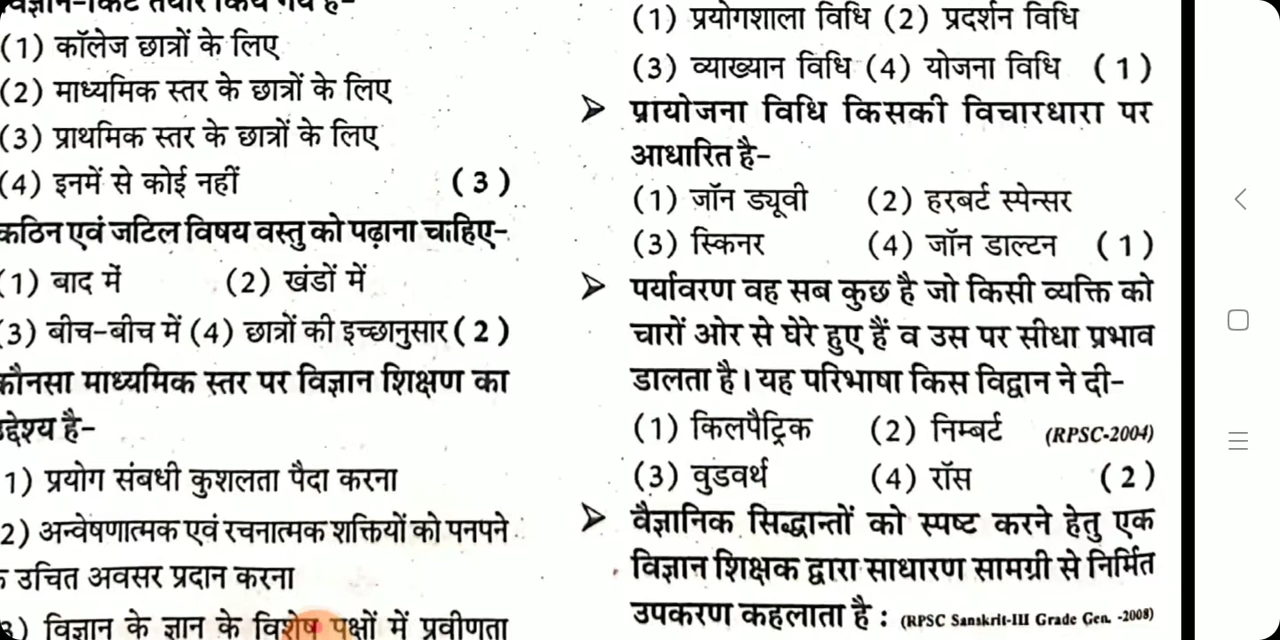 विज्ञान-किट तैयार किये गये है-
(1) कॉलेज छात्रों के लिए
(2) माध्यमिक स्तर के छात्रों के लिए
(3) प्राथमिक स्तर के छात्रों के लिए
(4) इनमें से कोई नहीं (3)
कठिन एवं जटिल विषय वस्तु को पढ़ाना चाहिए-
(1) बाद में (2) खंडों में
(3) बीच-बीच में (4) छात्रों की इच्छानुसार (2)
कौनसा माध्यमिक स्तर पर विज्ञान शिक्षण का
उद्देश्य है-
1) प्रयोग संबधी कुशलता पैदा करना
2) अन्वेषणात्मक एवं रचनात्मक शक्तियों को पनपने
उचित अवसर प्रदान करना
3) विज्ञान के ज्ञान के विशेष पक्षों में प्रवीणता
(1) प्रयोगशाला विधि (2) प्रदर्शन विधि
(3) व्याख्यान विधि (4) योजना विधि (1)
➢ प्रायोजना विधि किसकी विचारधारा पर
आधारित है-
(1) जॉन ड्यूवी (2) हरबर्ट स्पेन्सर
(3) स्किनर (4) जॉन डाल्टन (1)
➢ पर्यावरण वह सब कुछ है जो किसी व्यक्ति को
चारों ओर से घेरे हुए हैं व उस पर सीधा प्रभाव
डालता है। यह परिभाषा किस विद्वान ने दी-
(1) किलपैट्रिक (2) निम्बर्ट (RPSC-2004)
(3) वुडवर्थ (4) रॉस (2)
➢ वैज्ञानिक सिद्धान्तों को स्पष्ट करने हेतु एक
विज्ञान शिक्षक द्वारा साधारण सामग्री से निर्मित
उपकरण कहलाता है : (RPSC Sanskrit-III Grade Gen. -2008)